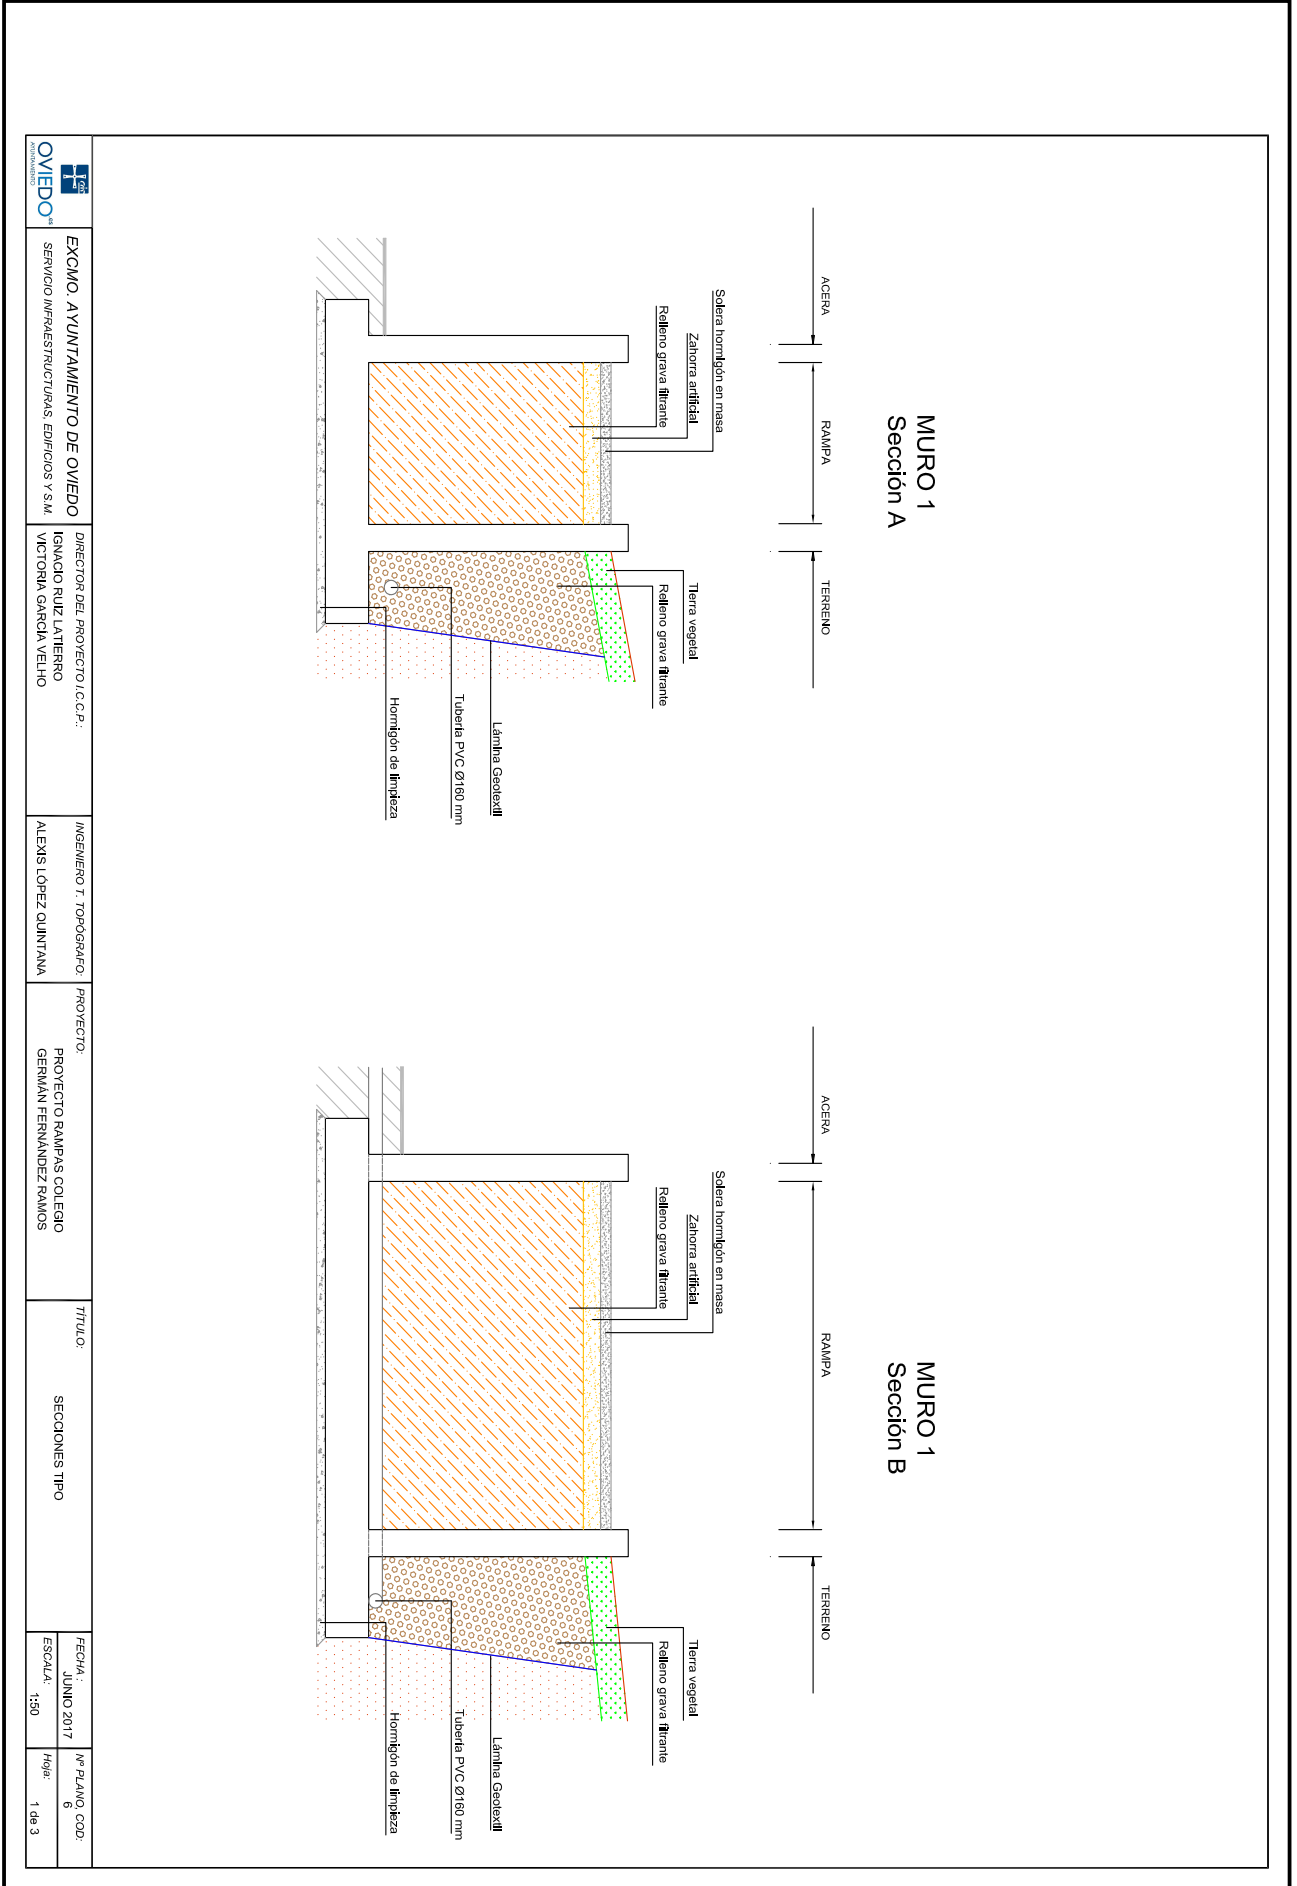 MURO 1
Sección A
ACERA
RAMPA
TERRENO
Solera hormigón en masa
Zahorra artificial
Relleno grava filtrante
Tierra vegetal
Relleno grava filtrante
Lámina Geotextil
Tubería PVC Ø160 mm
Hormigón de limpieza
MURO 1
Sección B
ACERA
RAMPA
TERRENO
Solera hormigón en masa
Zahorra artificial
Relleno grava filtrante
Tierra vegetal
Relleno grava filtrante
Lámina Geotextil
Tubería PVC Ø160 mm
Hormigón de limpieza
OVIEDO.es
AYUNTAMIENTO
EXCMO. AYUNTAMIENTO DE OVIEDO
SERVICIO INFRAESTRUCTURAS, EDIFICIOS Y S.M.
DIRECTOR DEL PROYECTO I.C.C.P.:
IGNACIO RUIZ LATIERRO
VICTORIA GARCÍA VELHO
INGENIERO T. TOPÓGRAFO:
ALEXIS LÓPEZ QUINTANA
PROYECTO:
PROYECTO RAMPAS COLEGIO
GERMÁN FERNÁNDEZ RAMOS
TÍTULO:
SECCIONES TIPO
FECHA :
JUNIO 2017
ESCALA:
1:50
Nº PLANO, COD:
6
Hoja:
1 de 3